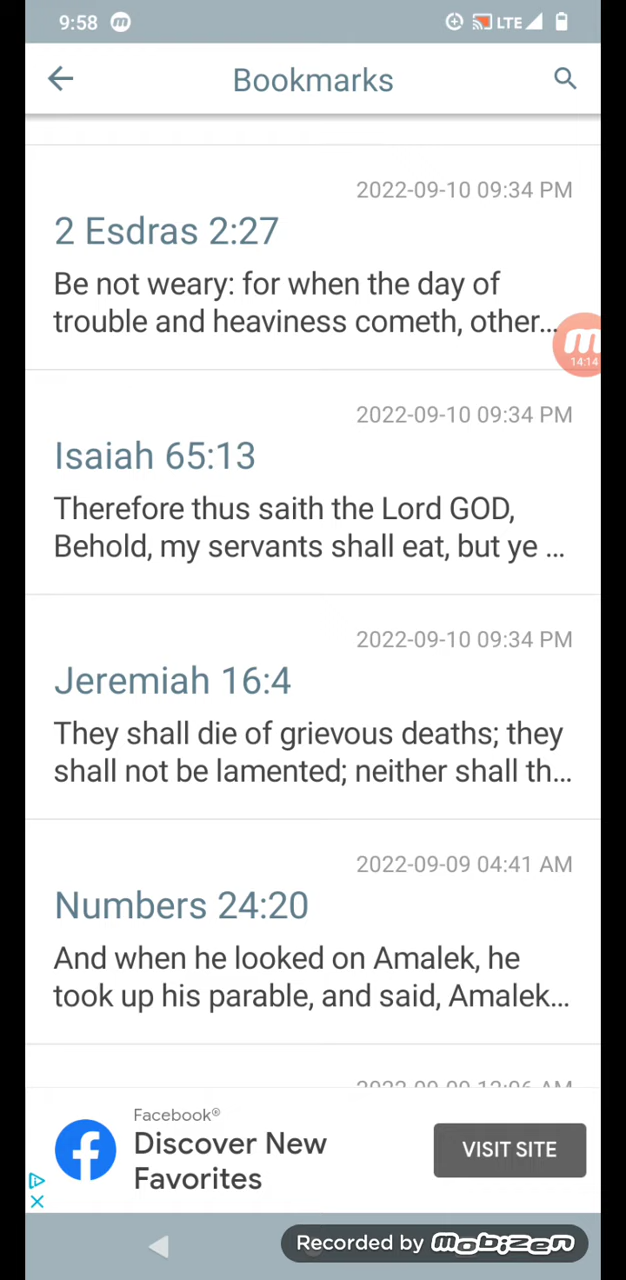 9:58 m LTE
Bookmarks
2022-09-10 09:34 PM
2 Esdras 2:27
Be not weary: for when the day of
trouble and heaviness cometh, other...
m
14:14
2022-09-10 09:34 PM
Isaiah 65:13
Therefore thus saith the Lord GOD,
Behold, my servants shall eat, but ye ...
2022-09-10 09:34 PM
Jeremiah 16:4
They shall die of grievous deaths; they
shall not be lamented; neither shall th...
2022-09-09 04:41 AM
Numbers 24:20
And when he looked on Amalek, he
took up his parable, and said, Amalek...
Facebook®
Discover New
Favorites
VISIT SITE
Recorded by mobizen